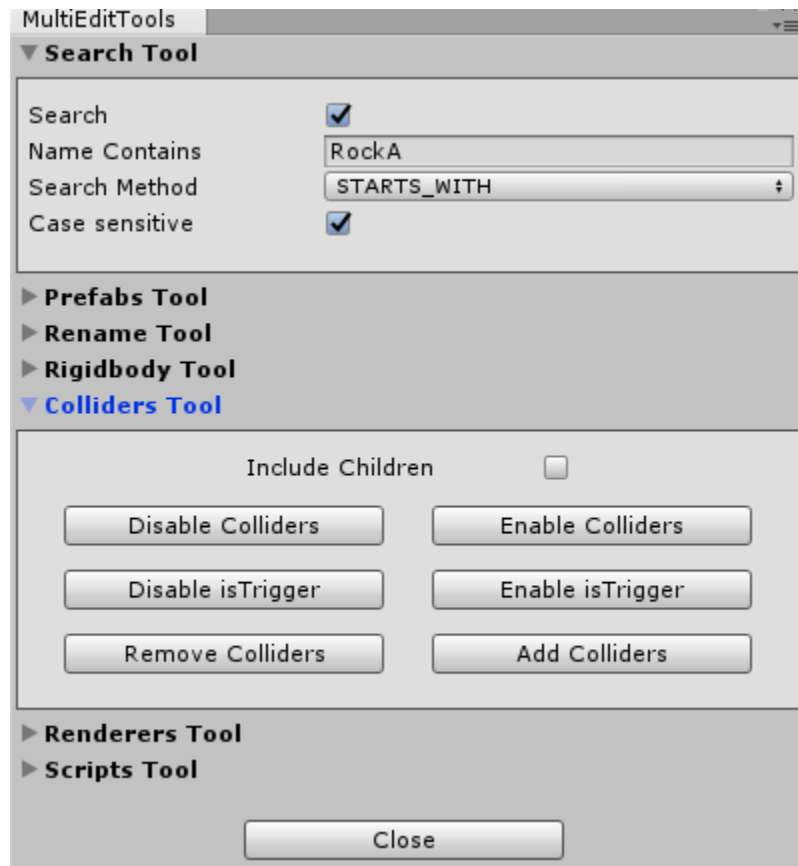 MultiEditTools
Search Tool
Search
Name Contains RockA
Search Method STARTS_WITH
Case sensitive
Prefabs Tool
Rename Tool
Rigidbody Tool
Colliders Tool
Include Children
Disable Colliders Enable Colliders
Disable isTrigger Enable isTrigger
Remove Colliders Add Colliders
Renderers Tool
Scripts Tool
Close